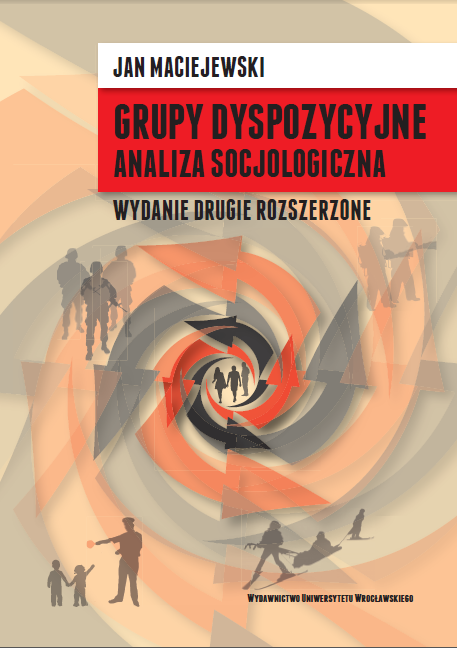 JAN MACIEJEWSKI
GRUPY DYSPOZYCYJNE
ANALIZA SOCJOLOGICZNA
WYDANIE DRUGIE ROZSZERZONE
WYDAWNICTWO UNIWERSYTETU WROCŁAWSKIEGO